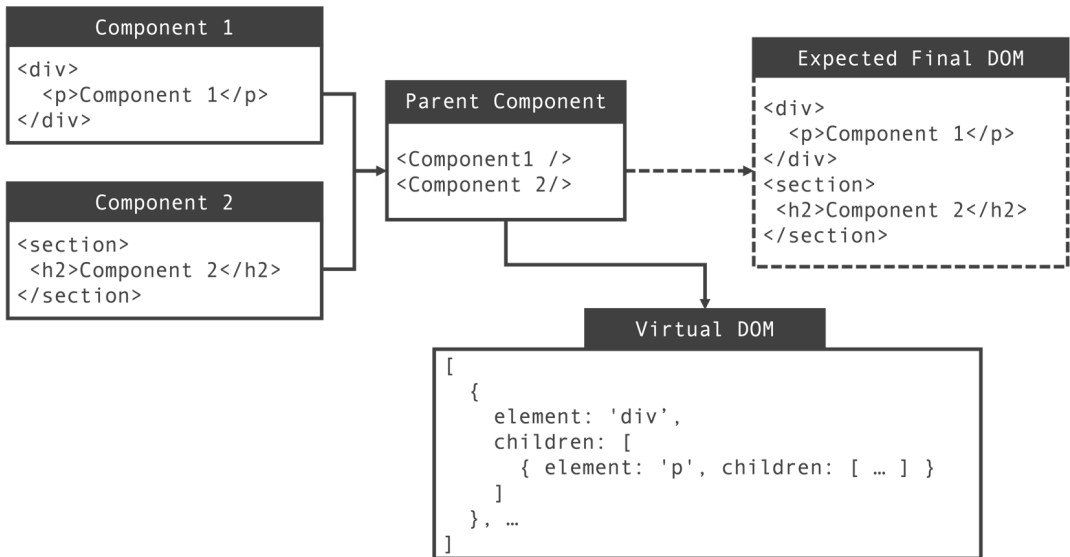 Component 1
<div>
  <p>Component 1</p>
</div>
Component 2
<section>
 <h2>Component 2</h2>
</section>
Parent Component
<Component1 />
<Component 2/>
Expected Final DOM
<div>
  <p>Component 1</p>
</div>
<section>
 <h2>Component 2</h2>
</section>
Virtual DOM
[
  {
    element: 'div’,
    children: [
      { element: 'p', children: [ … ] }
    ]
  }, …
]